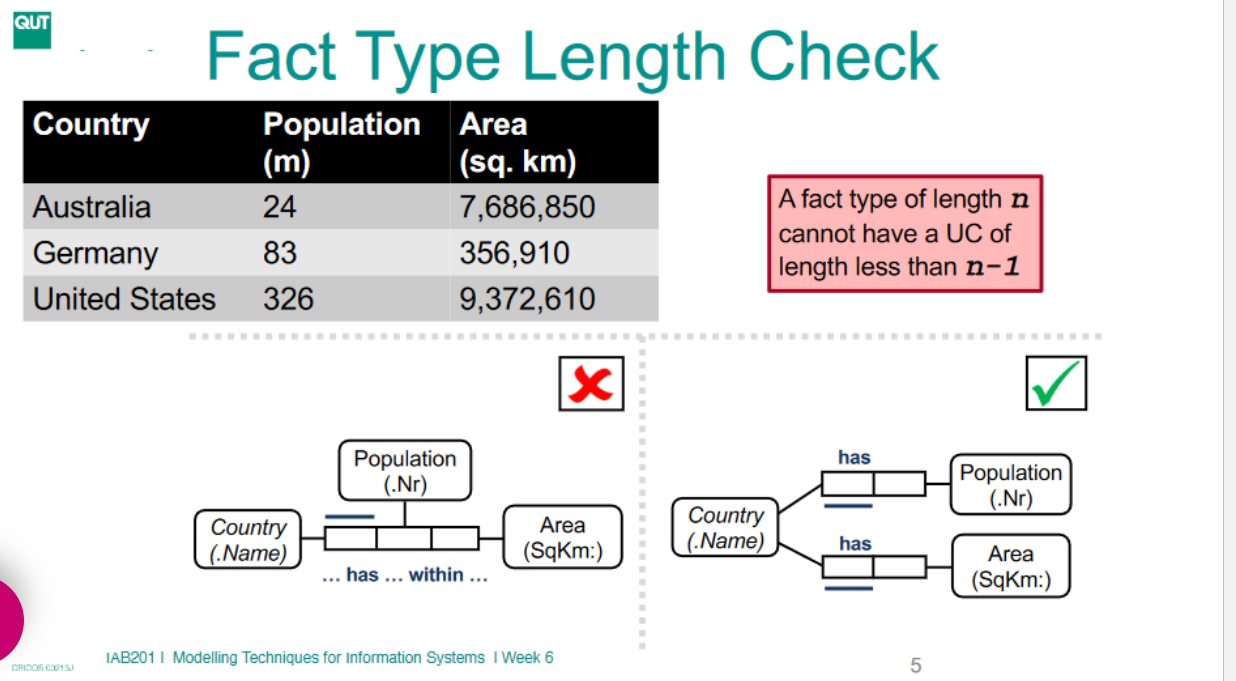 QUT
Fact Type Length Check
Country Population (m) Area (sq. km)
Australia 24 7,686,850
Germany 83 356,910
United States 326 9,372,610
A fact type of length n
cannot have a UC of
length less than n-1
Population
(.Nr)
Country
(.Name)
Area
(SqKm:)
... has ... within ...
has
Population
(.Nr)
Country
(.Name)
has
Area
(SqKm:)
IAB201 I Modelling Techniques for Information Systems I Week 6
5